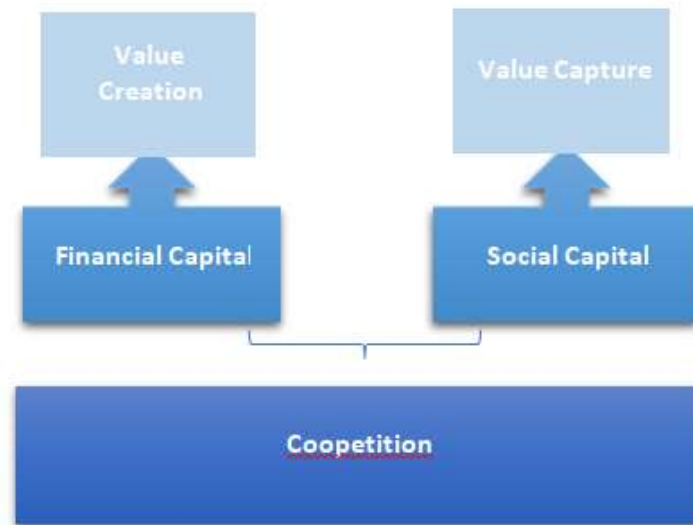 Value
Creation
Value Capture
Financial Capital
Social Capital
Coopetition